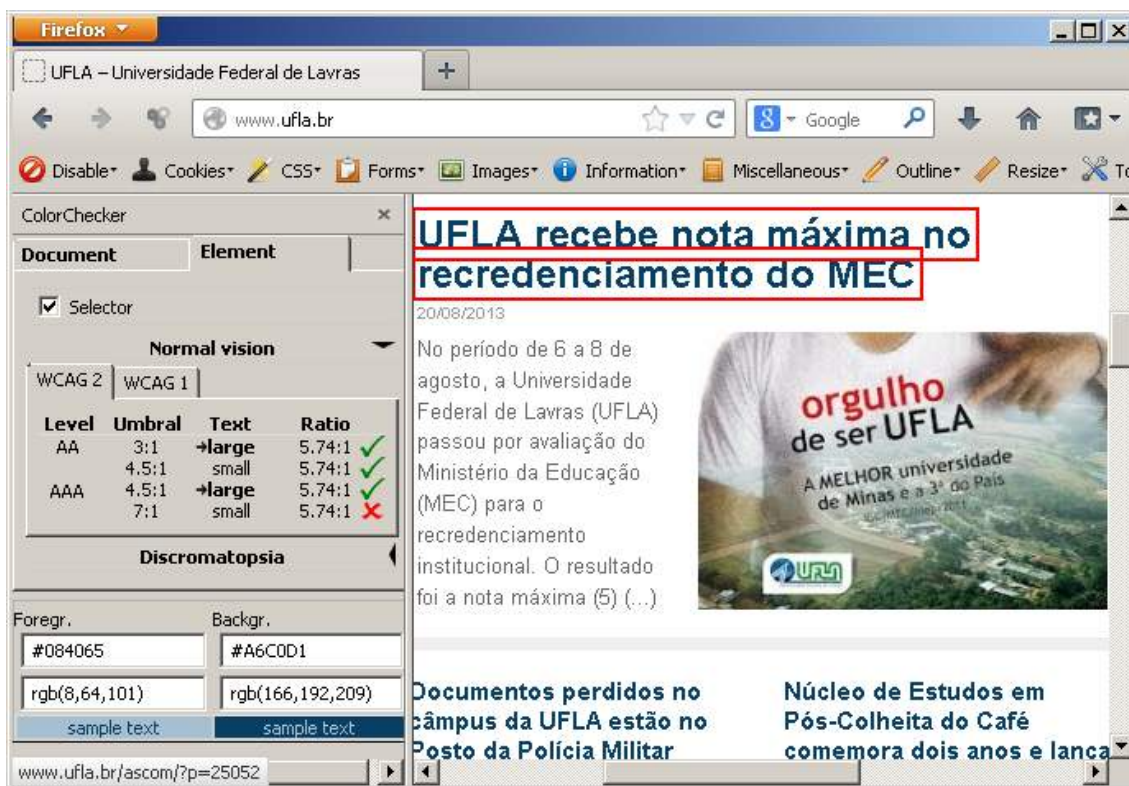 Firefox
UFLA – Universidade Federal de Lavras
www.ufla.br
Google
Disable Cookies CSS Forms Images Information Miscellaneous Outline Resize To
ColorChecker
Document Element
Selector
Normal vision
WCAG 2 WCAG 1
Level Umbral Text Ratio
AA 3:1 →large 5.74:1
4.5:1 small 5.74:1
AAA 4.5:1 →large 5.74:1
7:1 small 5.74:1
Discromatopsia
Foregr. Backgr.
#084065 #A6C0D1
rgb(8,64,101) rgb(166,192,209)
sample text sample text
www.ufla.br/ascom/?p=25052
UFLA recebe nota máxima no
recredenciamento do MEC
20/08/2013
No período de 6 a 8 de
agosto, a Universidade
Federal de Lavras (UFLA)
passou por avaliação do
Ministério da Educação
(MEC) para o
recredenciamento
institucional. O resultado
foi a nota máxima (5) (...)
orgulho
de ser UFLA
A MELHOR universidade
de Minas e a 3ª do País
UFLA
Documentos perdidos no
câmpus da UFLA estão no
Posto da Polícia Militar
Núcleo de Estudos em
Pós-Colheita do Café
comemora dois anos e lança